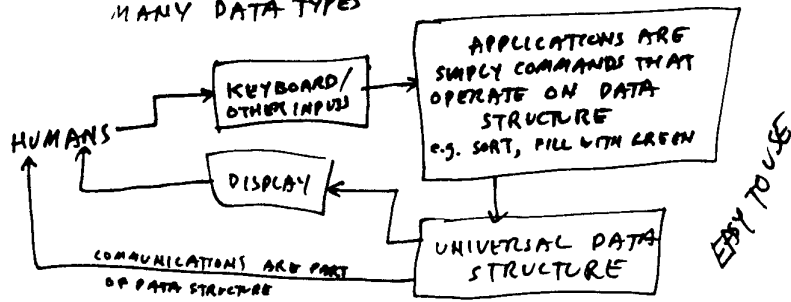 MANY DATA TYPES
APPLICATIONS ARE
SIMPLY COMMANDS THAT
OPERATE ON DATA
STRUCTURE
e.g. SORT, FILL WITH GREEN
KEYBOARD/
OTHER INPUTS
HUMANS
DISPLAY
EASY TO USE
UNIVERSAL DATA
STRUCTURE
COMMUNICATIONS ARE PART
OF DATA STRUCTURE